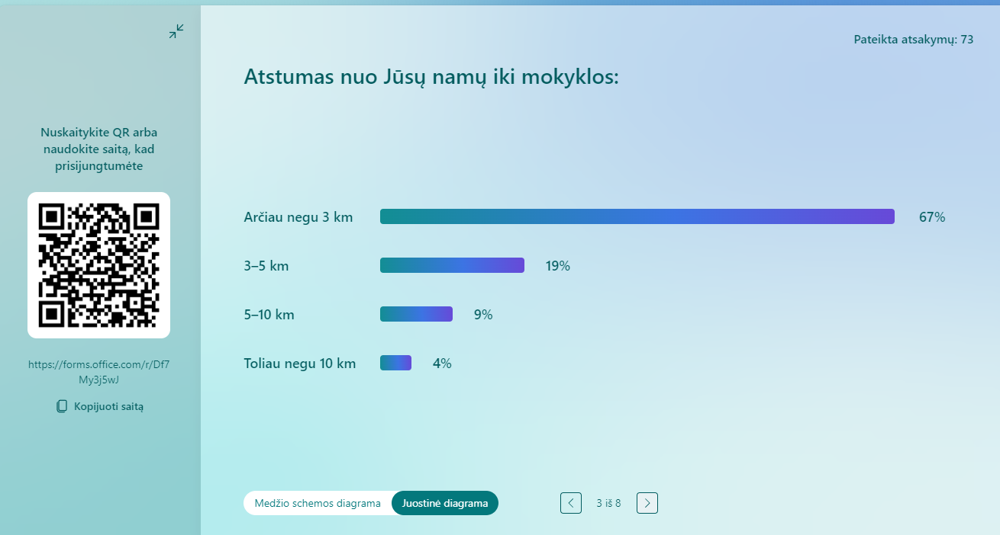 Pateikta atsakymų: 73
Atstumas nuo Jūsų namų iki mokyklos:
Nuskaitykite QR arba
naudokite saitą, kad
prisijungtumėte
https://forms.office.com/r/Df7
My3j5wJ
Kopijuoti saitą
Arčiau negu 3 km 67%
3–5 km 19%
5–10 km 9%
Toliau negu 10 km 4%
Medžio schemos diagrama Juostinė diagrama 3 iš 8